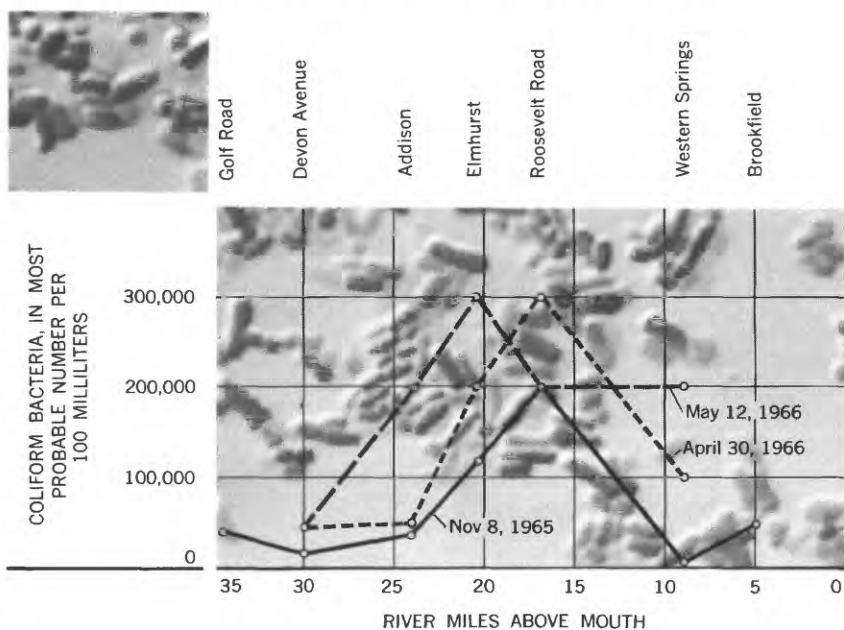 Golf Road
Devon Avenue
Addison
Elmhurst
Roosevelt Road
Western Springs
Brookfield
COLIFORM BACTERIA, IN MOST
PROBABLE NUMBER PER
100 MILLILITERS
300,000
200,000
100,000
0
May 12, 1966
April 30, 1966
Nov 8, 1965
35 30 25 20 15 10 5 0
RIVER MILES ABOVE MOUTH